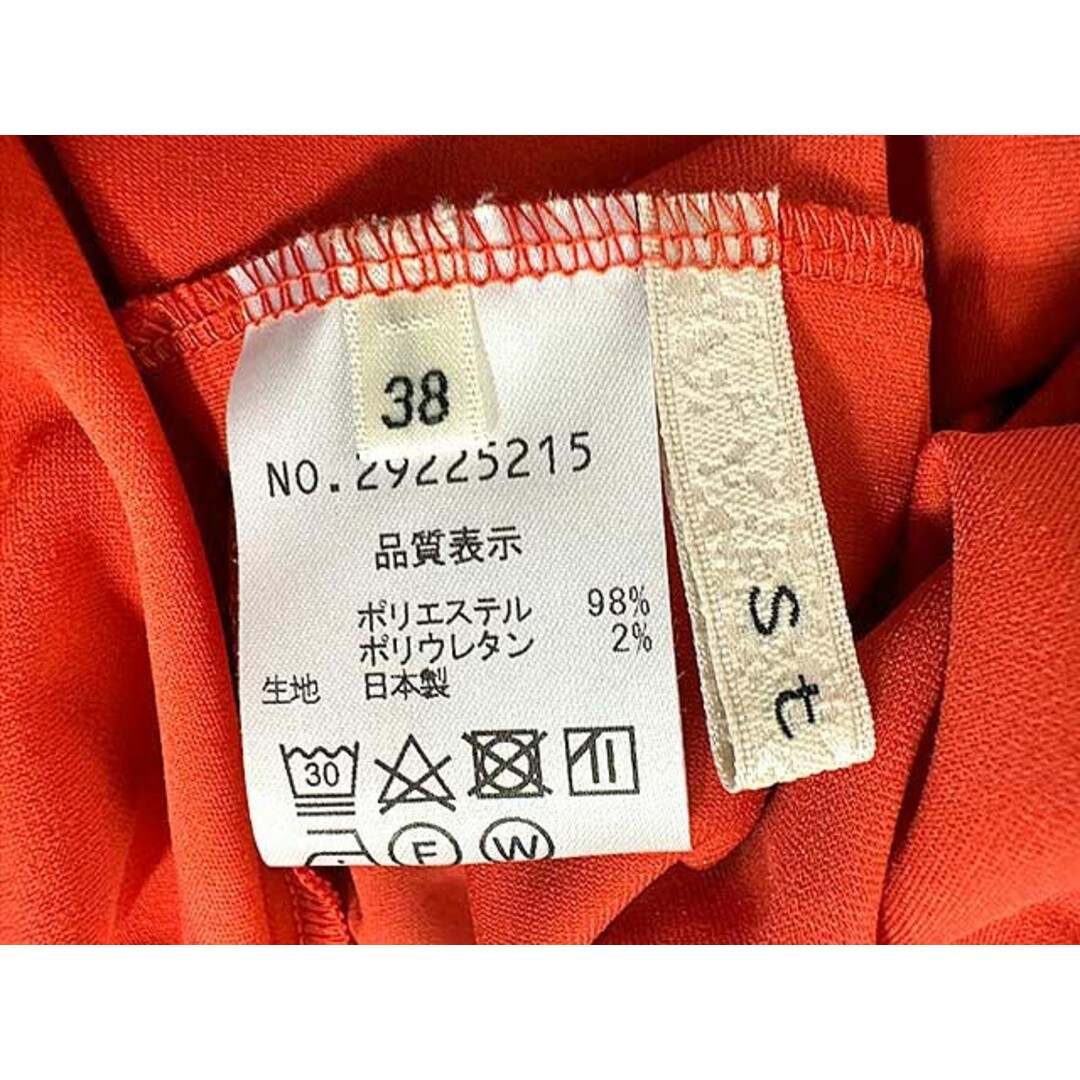 38
NO.29225215
品質表示
ポリエステル 98%
ポリウレタン 2%
生地 日本製
30
F
W
St